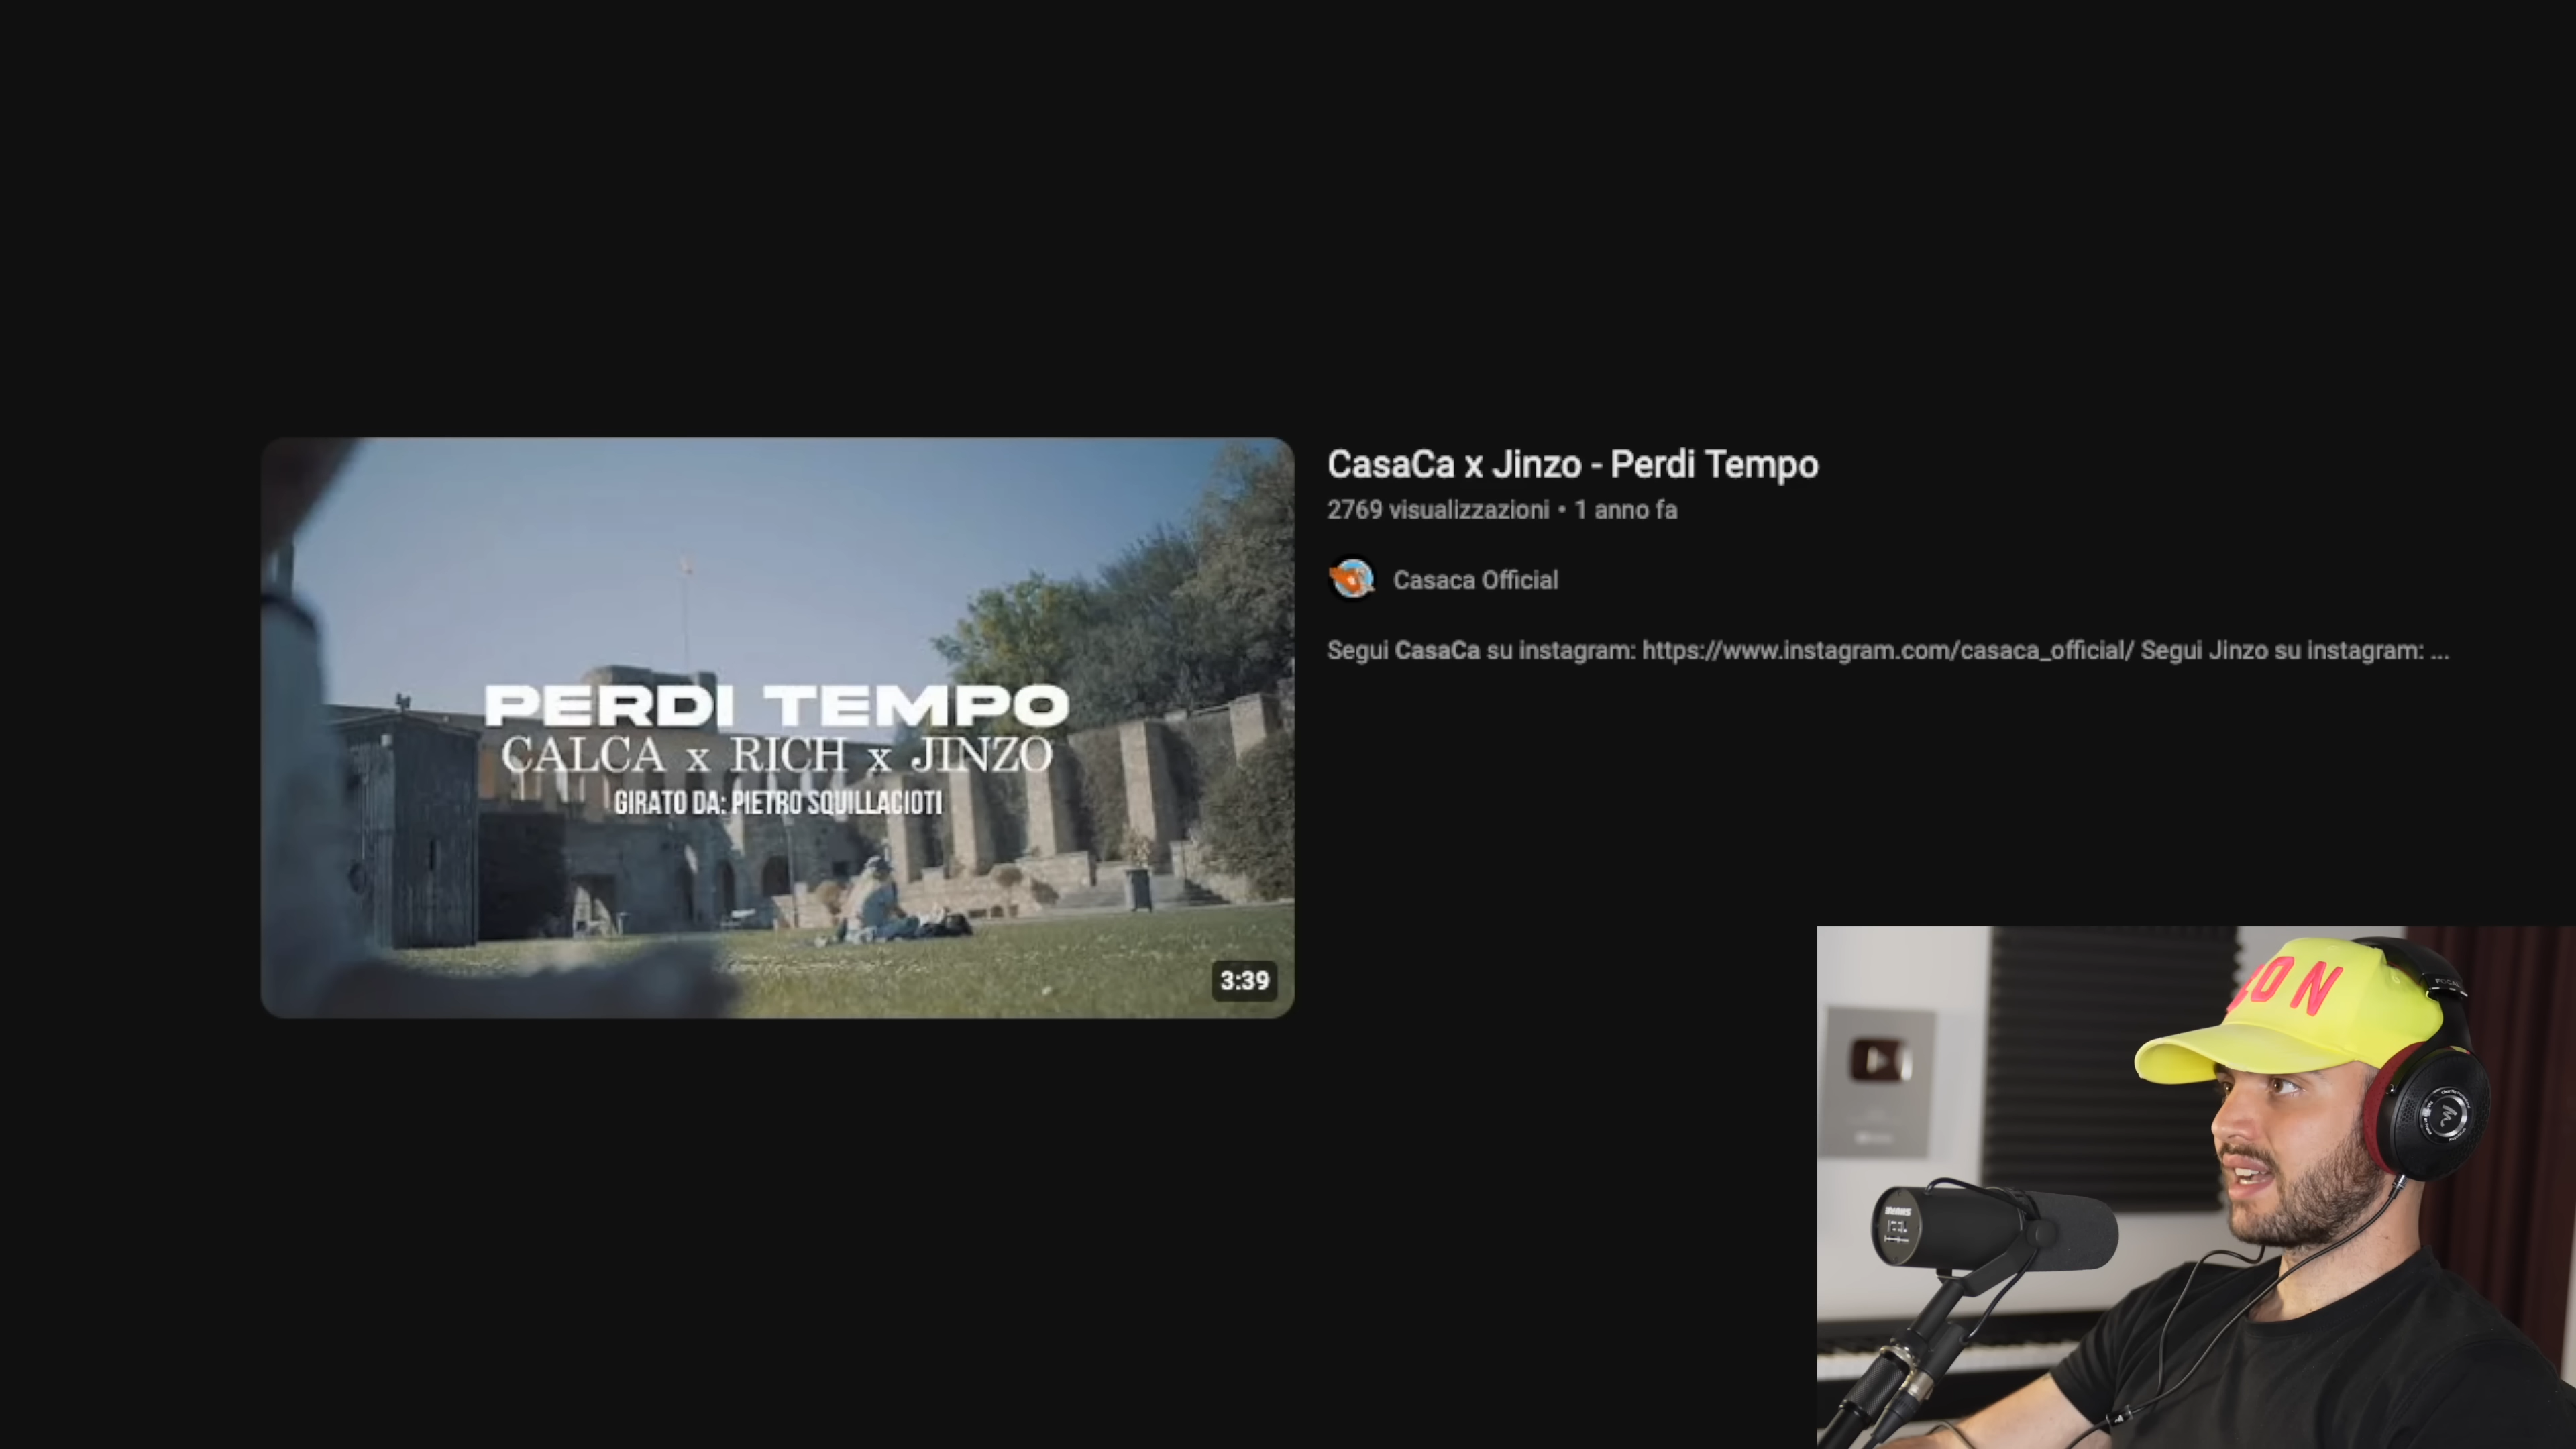 PERDI TEMPO
CALCA x RICH x JINZO
GIRATO DA: PIETRO SQUILLACIOTI
3:39
CasaCa x Jinzo - Perdi Tempo
2769 visualizzazioni • 1 anno fa
Casaca Official
Segui CasaCa su instagram: https://www.instagram.com/casaca_official/ Segui Jinzo su instagram: ...